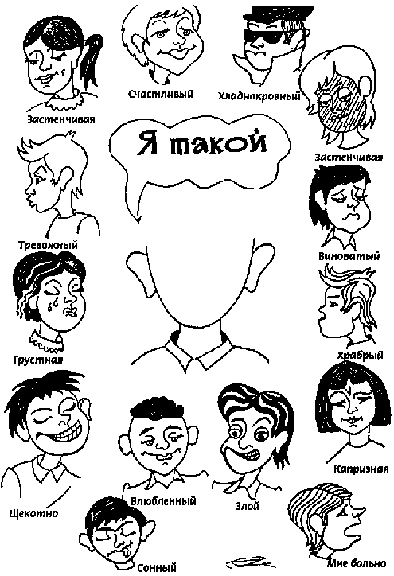 Застенчивая
Счастливый
Хладнокровный
Застенчивая
Я такой
Тревожный
Виноватый
Грустная
Храбрый
Щекотно
Влюбленный
Злой
Капризная
Сонный
Мне больно